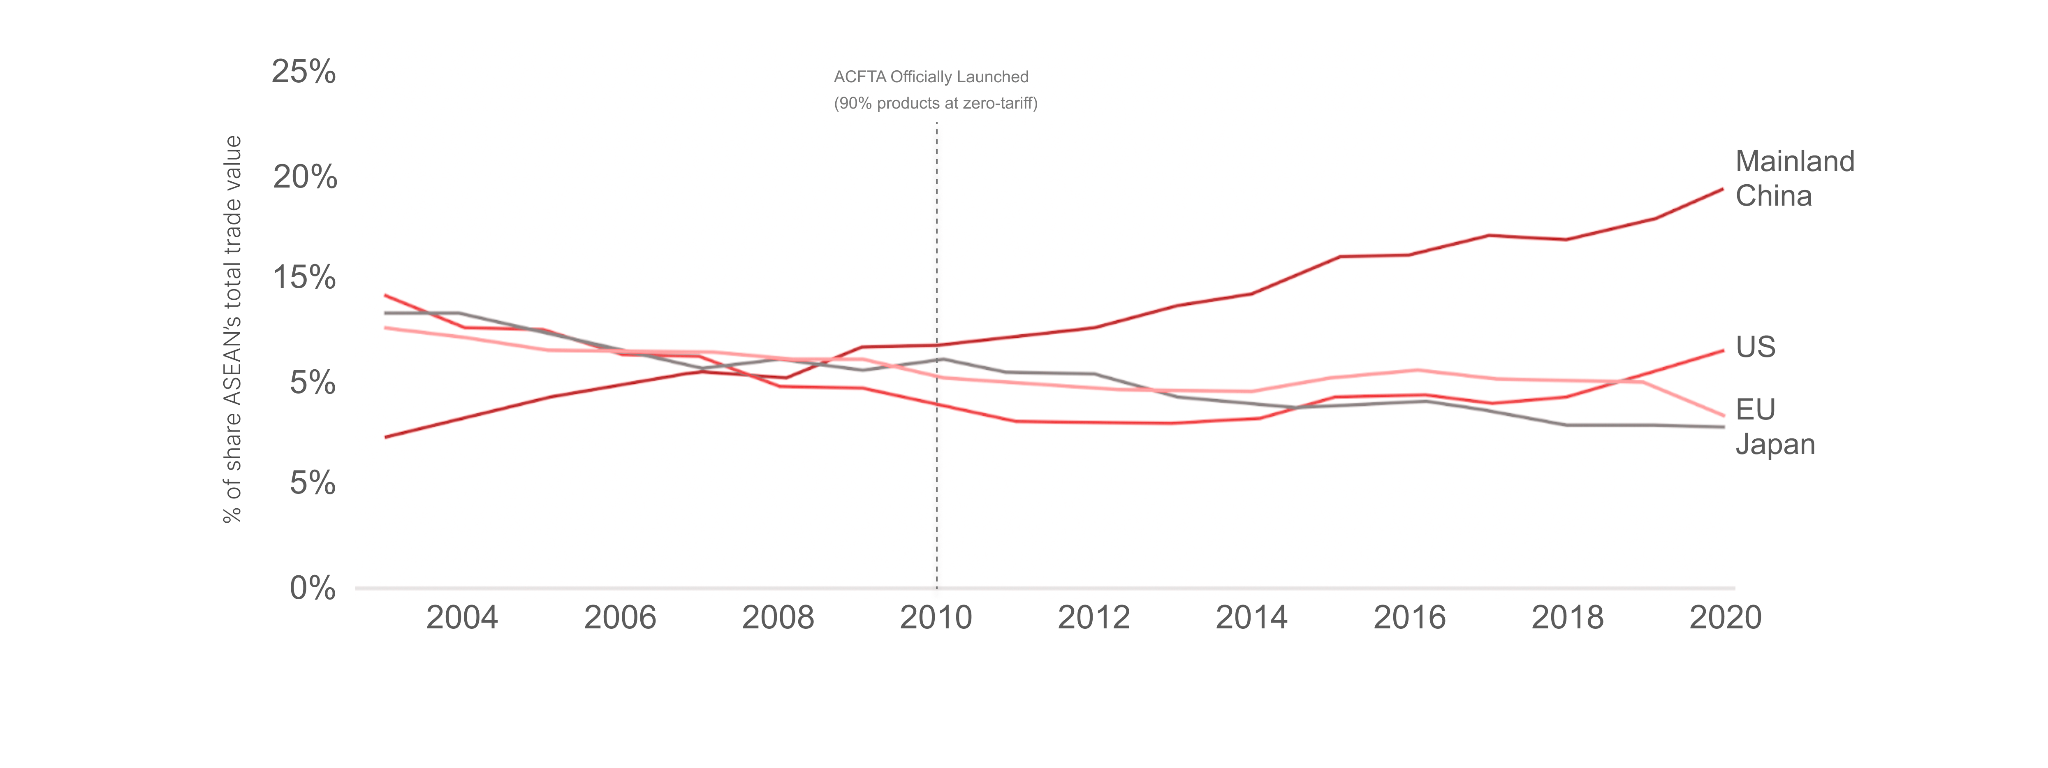 25%
ACFTA Officially Launched
(90% products at zero-tariff)
% of share ASEAN's total trade value
20%
Mainland
China
15%
US
5%
EU
Japan
5%
0%
2004 2006 2008 2010 2012 2014 2016 2018 2020